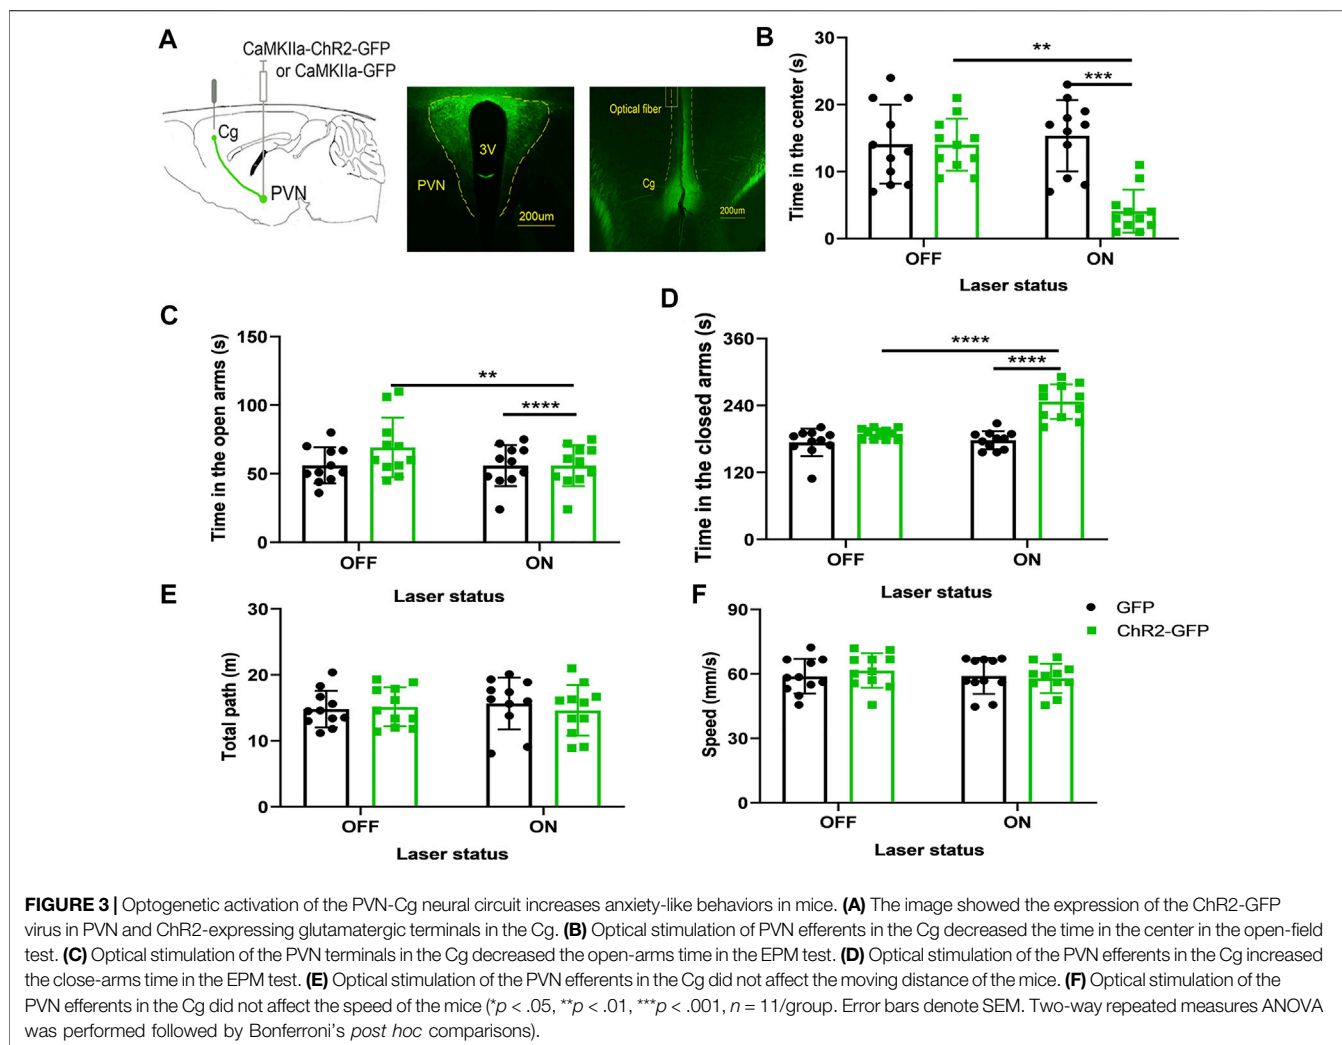 A
CaMKIIa-ChR2-GFP
or CaMKIIa-GFP
Cg
PVN
3V
PVN
200um
Optical fiber
Cg
200um
B
Time in the center (s)
30
20
10
0
**
***
OFF
ON
Laser status
C
Time in the open arms (s)
150
100
50
0
**
****
OFF
ON
Laser status
D
Time in the closed arms (s)
360
240
120
0
****
****
OFF
ON
Laser status
E
Total path (m)
30
20
10
0
OFF
ON
Laser status
F
Speed (mm/s)
90
60
30
0
OFF
ON
Laser status
GFP
ChR2-GFP
FIGURE 3 | Optogenetic activation of the PVN-Cg neural circuit increases anxiety-like behaviors in mice. (A) The image showed the expression of the ChR2-GFP
virus in PVN and ChR2-expressing glutamatergic terminals in the Cg. (B) Optical stimulation of PVN efferents in the Cg decreased the time in the center in the open-field
test. (C) Optical stimulation of the PVN terminals in the Cg decreased the open-arms time in the EPM test. (D) Optical stimulation of the PVN efferents in the Cg increased
the close-arms time in the EPM test. (E) Optical stimulation of the PVN efferents in the Cg did not affect the moving distance of the mice. (F) Optical stimulation of the
PVN efferents in the Cg did not affect the speed of the mice (*p < .05, **p < .01, ***p < .001, n = 11/group. Error bars denote SEM. Two-way repeated measures ANOVA
was performed followed by Bonferroni's post hoc comparisons).